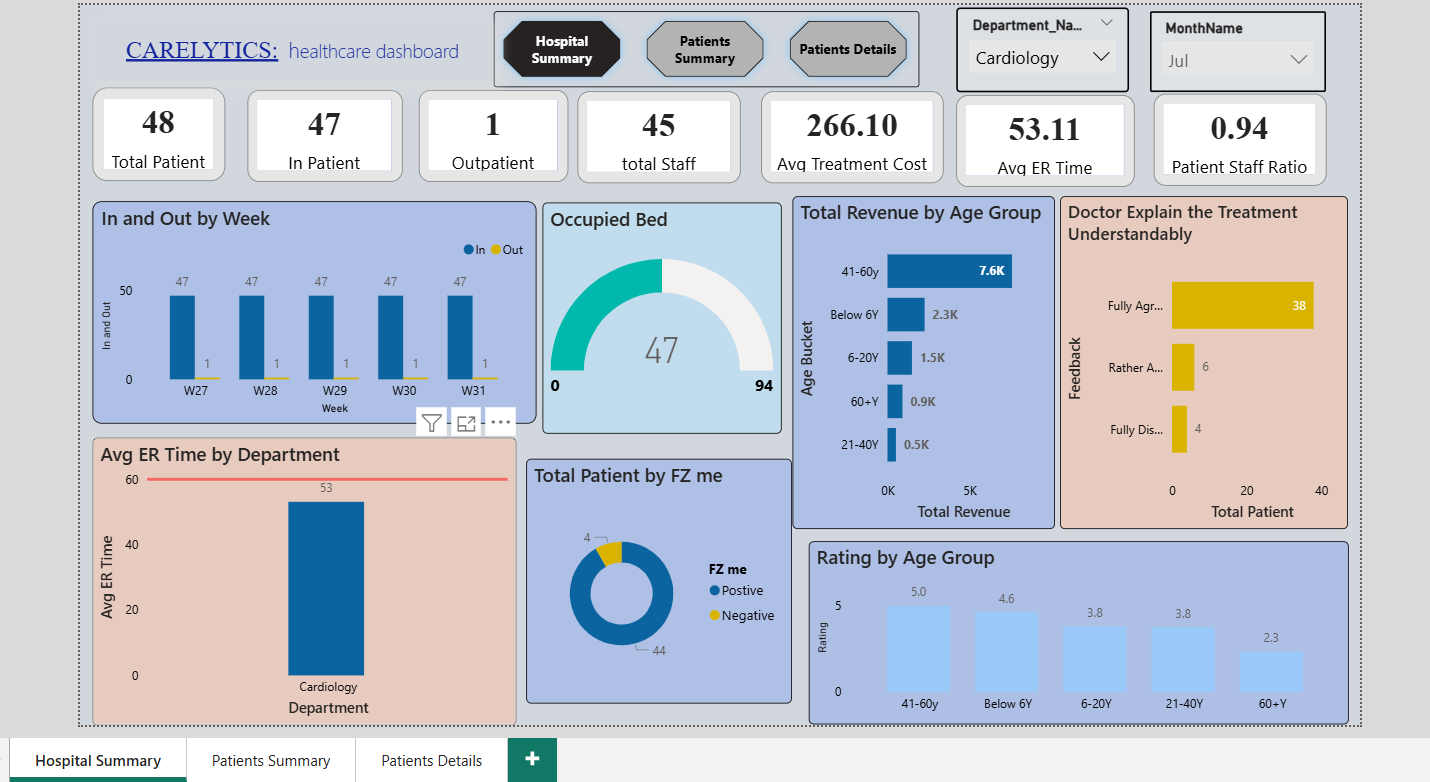 CARELYTICS: healthcare dashboard
Hospital
Summary
Patients
Summary
Patients Details
Department_Na...
Cardiology
MonthName
Jul
48
Total Patient
47
In Patient
1
Outpatient
45
total Staff
266.10
Avg Treatment Cost
53.11
Avg ER Time
0.94
Patient Staff Ratio
In and Out by Week
In Out
In and Out
50
0
47 47 47 47 47
1 1 1 1 1
W27 W28 W29 W30 W31
Week
Occupied Bed
47
0 94
Total Revenue by Age Group
Age Bucket
41-60y 7.6K
Below 6Y 2.3K
6-20Y 1.5K
60+Y 0.9K
21-40Y 0.5K
0K 5K
Total Revenue
Doctor Explain the Treatment
Understandably
Feedback
Fully Agr... 38
Rather A... 6
Fully Dis... 4
0 20 40
Total Patient
Avg ER Time by Department
Avg ER Time
60
40
20
0
53
Cardiology
Department
Total Patient by FZ me
4
44
FZ me
Postive
Negative
Rating by Age Group
Rating
5
0
5.0 4.6 3.8 3.8 2.3
41-60y Below 6Y 6-20Y 21-40Y 60+Y
Hospital Summary Patients Summary Patients Details +